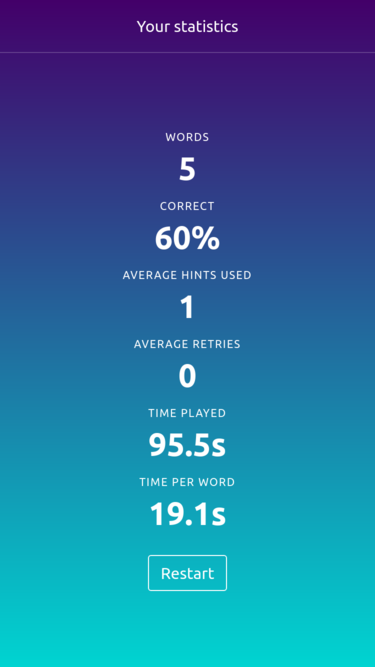 Your statistics
WORDS
5
CORRECT
60%
AVERAGE HINTS USED
1
AVERAGE RETRIES
0
TIME PLAYED
95.5s
TIME PER WORD
19.1s
Restart